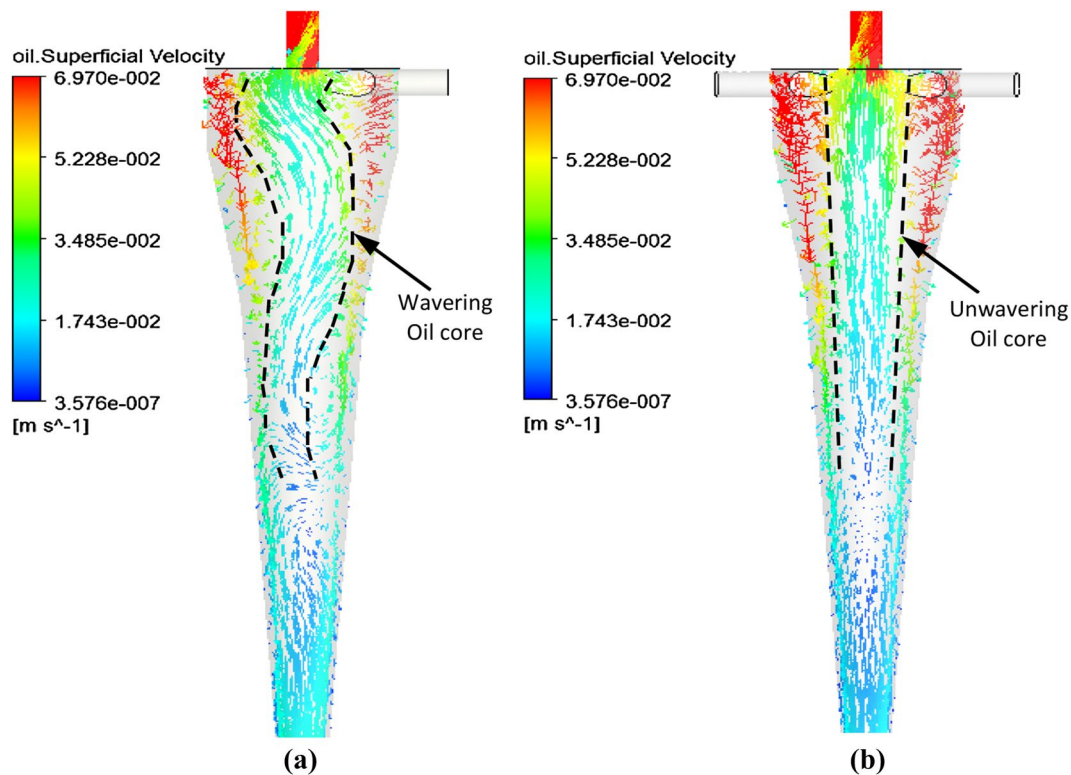 oil.Superficial Velocity
6.970e-002
5.228e-002
3.485e-002
1.743e-002
3.576e-007
[m s^-1]
Wavering
Oil core
(a)
oil.Superficial Velocity
6.970e-002
5.228e-002
3.485e-002
1.743e-002
3.576e-007
[m s^-1]
Unwavering
Oil core
(b)